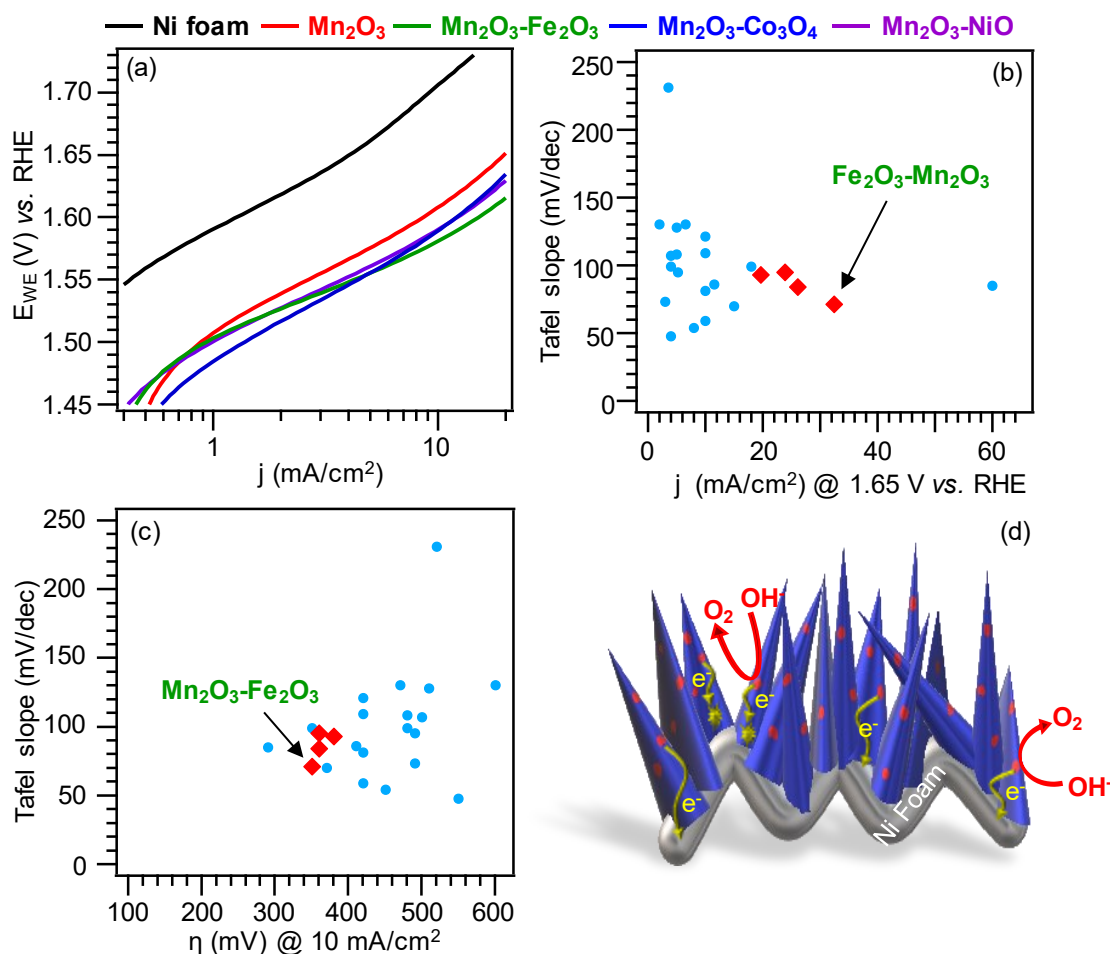 Ni foam Mn₂O₃ Mn₂O₃-Fe₂O₃ Mn₂O₃-Co₃O₄ Mn₂O₃-NiO
(a)
1.70
1.65
1.60
1.55
1.50
1.45
E_WE (V) vs. RHE
1 10
j (mA/cm²)
(b)
250
200
150
100
50
0
Tafel slope (mV/dec)
Fe₂O₃-Mn₂O₃
0 20 40 60
j (mA/cm²) @ 1.65 V vs. RHE
(c)
250
200
150
100
50
0
Tafel slope (mV/dec)
Mn₂O₃-Fe₂O₃
100 200 300 400 500 600
η (mV) @ 10 mA/cm²
(d)
O₂ OH⁻
e⁻ e⁻ e⁻
O₂
e⁻ e⁻ OH⁻
Ni Foam